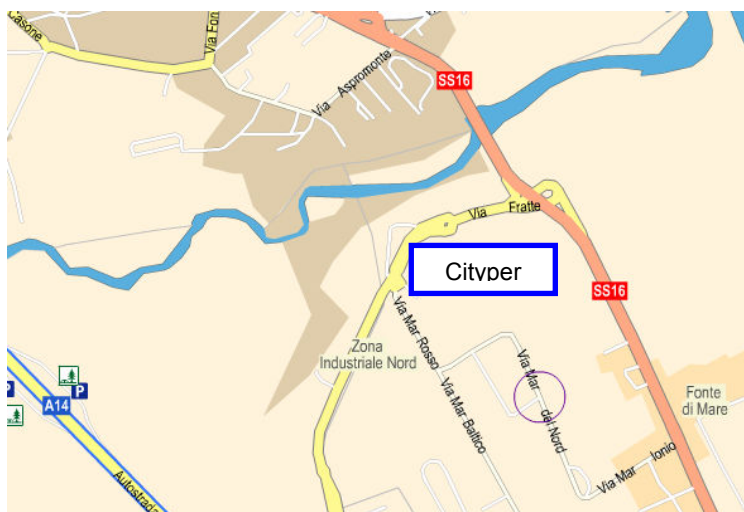 Casone
Via Fon
Via Aspromonte
SS16
Via Fratte
Cityper
SS16
Via Mar Rosso
Zona
Industriale Nord
Via Mar del Nord
Via Mar Baltico
P
P
A14
Fonte
di Mare
Via Mar Ionio
Autostrada